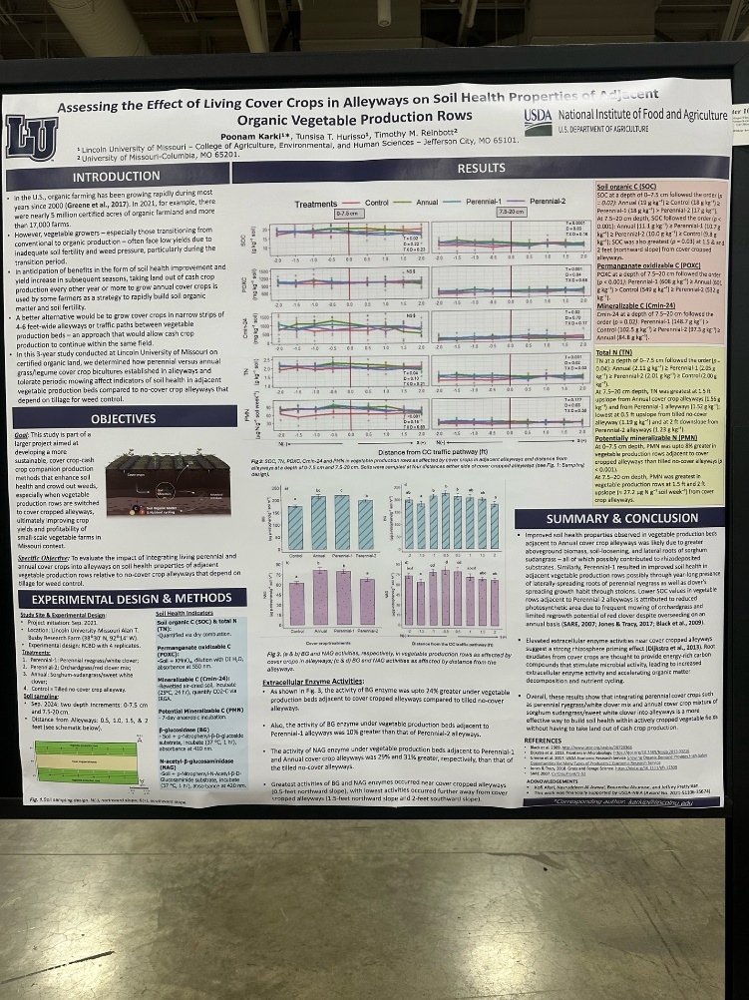 Assessing the Effect of Living Cover Crops in Alleyways on Soil Health Properties of Adjacent
Organic Vegetable Production Rows
Poonam Karki¹*, Tunsisa T. Hurisso¹, Timothy M. Reinbott²
¹ Lincoln University of Missouri – College of Agriculture, Environmental, and Human Sciences – Jefferson City, MO 65101.
² University of Missouri-Columbia, MO 65201.
LU
USDA
National Institute of Food and Agriculture
U.S. DEPARTMENT OF AGRICULTURE
INTRODUCTION
• In the U.S., organic farming has been growing rapidly during most
years since 2000 (Greene et al., 2017). In 2021, for example, there
were nearly 5 million certified acres of organic farmland and more
than 17,000 farms.
• However, vegetable growers – especially those transitioning from
conventional to organic production – often face low yields due to
inadequate soil fertility and weed pressure, particularly during the
transition period.
• In anticipation of benefits in the form of soil health improvement and
yield increase in subsequent seasons, taking land out of cash crop
production every other year or more to grow annual cover crops is
used by some farmers as a strategy to rapidly build soil organic
matter and soil fertility.
• A better alternative would be to grow cover crops in narrow strips of
4-6 feet-wide alleyways or traffic paths between vegetable
production beds – an approach that would allow cash crop
production to continue within the same field.
• In this 3-year study conducted at Lincoln University of Missouri on
certified organic land, we determined how perennial versus annual
grass/legume cover crop cultures established in alleyways and
tolerate periodic mowing affect indicators of soil health in adjacent
vegetable production beds compared to no-cover crop alleyways that
depend on tillage for weed control.
OBJECTIVES
Goal: This study is part of a
larger project aimed at
developing a more
sustainable, cover crop-cash
crop companion production
methods that enhance soil
health and crowd out weeds,
especially when vegetable
production rows are switched
to cover cropped alleyways,
ultimately improving crop
yields and profitability of
small-scale vegetable farms in
Missouri context.
Specific Objective: To evaluate the impact of integrating living perennial and
annual cover crops into alleyways on soil health properties of adjacent
vegetable production rows relative to no-cover crop alleyways that depend on
tillage for weed control.
EXPERIMENTAL DESIGN & METHODS
Study Site & Experimental Design:
• Project initiation: Sep. 2021.
• Location: Lincoln University Missouri Alan T.
Busby Research Farm
• Experimental design: RCBD with 4 replicates.
Treatments:
1. Perennial-1: Perennial ryegrass/white clover;
2. Perennial-2: Orchardgrass/red clover mix;
3. Annual: Sorghum-sudangrass/sweet white
clover;
4. Control = Tilled no cover crop alleyway.
Soil sampling:
• Sep. 2024; two depth increments: 0-7.5 cm
and 7.5-20 cm.
• Distance from Alleyways: 0.5, 1.0, 1.5, & 2
feet (see schematic below).
Fig. 1 Soil sampling design. N(-), northward slope; S(+), southward slope.
Soil Health Indicators
Soil organic C (SOC) & total N
(TN):
-Quantified via dry combustion.
Permanganate oxidizable C
(POXC):
-Soil + KMnO₄, dilution with DI H₂O,
absorbance at 550 nm.
Mineralizable C (Cmin-24):
-Rewetted air-dried soil, incubate
(25°C, 24 h), quantify CO2-C via
IRGA.
Potential Mineralizable C (PMN)
- 7-day anaerobic incubation.
β-glucosidase (BG)
- Soil + p-Nitrophenyl-β-D-glucoside
substrate, incubate (37 °C, 1 h),
absorbance at 410 nm.
N-acetyl-β-glucosaminidase
(NAG)
-Soil + p-Nitrophenyl-N-Acetyl-β-D-
Glucosaminide substrate, incubate
(37 °C, 1 hr), absorbance at 420 nm.
RESULTS
Treatments Control Annual Perennial-1 Perennial-2
0-7.5 cm
7.5-20 cm
SOC
POXC
Cmin-24
TN
PMN
Distance from CC traffic pathway (ft)
Fig 2: SOC, TN, POXC, Cmin-24 and PMN in vegetable production rows as affected by cover crops in adjacent alleyways and distance from
alleyways at a depth of 0-7.5 cm and 7.5-20 cm. Soils were sampled at four distances either side of cover cropped alleyways (see Fig. 1: Sampling
design).
BG
NAG
Control Annual Perennial-1 Perennial-2
Cover crop treatments
Distance from the CC traffic pathway (ft)
Fig 3. (a & b) BG and NAG activities, respectively, in vegetable production rows as affected by
cover crops in alleyways; (c & d) BG and NAG activities as affected by distance from the
alleyways.
Extracellular Enzyme Activities:
• As shown in Fig. 3, the activity of BG enzyme was upto 24% greater under vegetable
production beds adjacent to cover cropped alleyways compared to tilled no-cover
alleyways.
• Also, the activity of BG enzyme under vegetable production beds adjacent to
Perennial-1 alleyways was 10% greater than that of Perennial-2 alleyways.
• The activity of NAG enzyme under vegetable production beds adjacent to Perennial-1
and Annual cover crop alleyways was 29% and 31% greater, respectively, than that of
the tilled no-cover alleyways.
• Greatest activities of BG and NAG enzymes occurred near cover cropped alleyways
(0.5-feet northward slope), with lowest activities occurred further away from cover
cropped alleyways (1.5-feet northward slope and 2-feet southward slope).
Soil organic C (SOC)
SOC at a depth of 0–7.5 cm followed the order (p
= 0.02): Annual (19 g kg⁻¹) ≥ Control (18 g kg⁻¹) ≥
Perennial-1 (18 g kg⁻¹) > Perennial-2 (17 g kg⁻¹).
At 7.5–20 cm, SOC followed the order (p <
0.001): Annual (11.1 g kg⁻¹) ≥ Perennial-1 (10.7
g kg⁻¹) ≥ Perennial-2 (10.0 g kg⁻¹) ≥ Control (9.8 g
kg⁻¹); SOC was also greatest (p = 0.03) at 1.5 & and
2 feet (northward slope) from cover cropped
alleyways.
Permanganate oxidizable C (POXC)
POXC at a depth of 7.5–20 cm followed the order
(p < 0.001): Perennial-1 (608 g kg⁻¹) ≥ Annual (601
g kg⁻¹) > Control (549 g kg⁻¹) ≥ Perennial-2 (532 g
kg⁻¹).
Mineralizable C (Cmin-24)
Cmin-24 at a depth of 7.5–20 cm followed the
order (p = 0.02): Perennial-1 (148.7 g kg⁻¹) >
Control (102.5 g kg⁻¹) ≥ Perennial-2 (97.3 g kg⁻¹) ≥
Annual (84.8 g kg⁻¹).
Total N (TN)
TN at a depth of 0–7.5 cm followed the order (p =
0.04): Annual (2.11 g kg⁻¹) ≥ Perennial-1 (2.05 g
kg⁻¹) ≥ Perennial-2 (2.01 g kg⁻¹) ≥ Control (2.00 g
kg⁻¹).
At 7.5–20 cm depth, TN was greatest at 1.5 ft
upslope from Annual cover crop alleyways (1.56 g
kg⁻¹) and from Perennial-1 alleyways (1.52 g kg⁻¹);
lowest at 0.5 ft upslope from tilled no cover
alleyway (1.19 g kg⁻¹) and at 2 ft downslope from
Perennial-2 alleyways (1.23 g kg⁻¹).
Potentially mineralizable N (PMN)
At 0–7.5 cm depth, PMN was upto 8% greater in
vegetable production rows adjacent to cover
cropped alleyways than tilled no-cover alleyways (p
< 0.001).
At 7.5–20 cm depth, PMN was greatest in
vegetable production rows at 1.5 ft and 2 ft
upslope (≥ 27.2 µg N g⁻¹ soil week⁻¹) from cover
crop alleyways.
SUMMARY & CONCLUSION
• Improved soil health properties observed in vegetable production beds
adjacent to Annual cover crop alleyways was likely due to greater
aboveground biomass, soil-loosening, and lateral roots of sorghum
sudangrass – all of which possibly contributed to rhizodeposited
substrates. Similarly, Perennial-1 resulted in improved soil health in
adjacent vegetable production rows possibly through year-long presence
of laterally-spreading roots of perennial ryegrass as well as clover's
spreading growth habit through stolons. Lower SOC values in vegetable
rows adjacent to Perennial-2 alleyways is attributed to reduced
photosynthetic area due to frequent mowing of orchardgrass and
limited regrowth potential of red clover despite overseeding on an
annual basis (SARE, 2007; Jones & Tracy, 2017; Black et al., 2009).
• Elevated extracellular enzyme activities near cover cropped alleyways
suggest a strong rhizosphere priming effect (Dijkstra et al., 2013). Root
exudates from cover crops are thought to provide energy-rich carbon
compounds that stimulate microbial activity, leading to increases
extracellular enzyme activity and accelerating organic matter
decomposition and nutrient cycling.
• Overall, these results show that integrating perennial cover crops such
as perennial ryegrass/white clover mix and annual cover crop mixture of
sorghum sudangrass/sweet white clover into alleyways is a more
effective way to build soil health within actively cropped vegetable fields
without having to take land out of cash crop production.
REFERENCES
ACKNOWLEDGEMENTS
• This work was financially supported by USDA-NIFA
*Corresponding author: